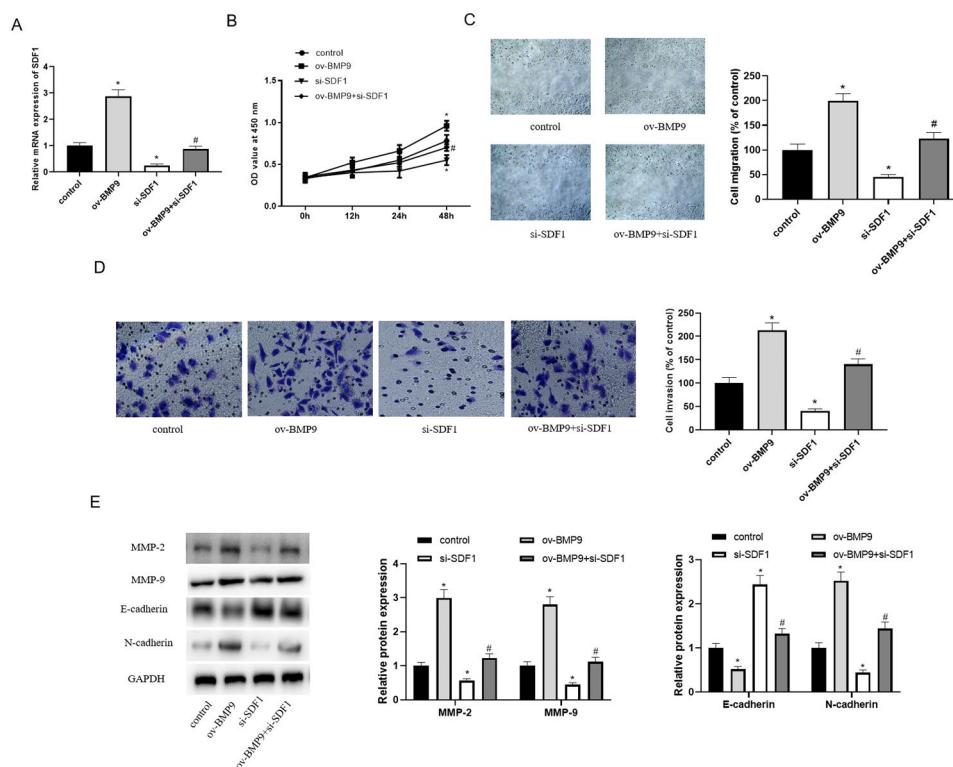 A
Relative mRNA expression of SDF1
4
3
2
1
0
control
ov-BMP9
si-SDF1
ov-BMP9+si-SDF1
*
*
#
B
control
ov-BMP9
si-SDF1
ov-BMP9+si-SDF1
OD value at 450 nm
1.5
1.0
0.5
0.0
0h
12h
24h
48h
*
#
*
C
control
ov-BMP9
si-SDF1
ov-BMP9+si-SDF1
Cell migration (% of control)
250
200
150
100
50
0
control
ov-BMP9
si-SDF1
ov-BMP9+si-SDF1
*
*
#
D
control
ov-BMP9
si-SDF1
ov-BMP9+si-SDF1
Cell invasion (% of control)
250
200
150
100
50
0
control
ov-BMP9
si-SDF1
ov-BMP9+si-SDF1
*
*
#
E
MMP-2
MMP-9
E-cadherin
N-cadherin
GAPDH
control
ov-BMP9
si-SDF1
ov-BMP9+si-SDF1
control
ov-BMP9
si-SDF1
ov-BMP9+si-SDF1
Relative protein expression
4
3
2
1
0
*
*
#
*
*
#
MMP-2
MMP-9
control
ov-BMP9
si-SDF1
ov-BMP9+si-SDF1
Relative protein expression
3
2
1
0
*
*
#
*
*
#
E-cadherin
N-cadherin